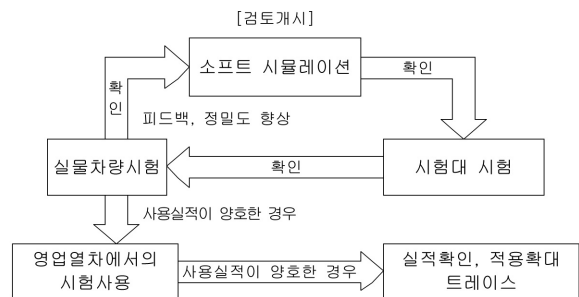 [검토개시]
소프트 시뮬레이션
확인
확
인
피드백, 정밀도 향상
실물차량시험
확인
시험대 시험
사용실적이 양호한 경우
영업열차에서의
시험사용
사용실적이 양호한 경우
실적확인, 적용확대
트레이스